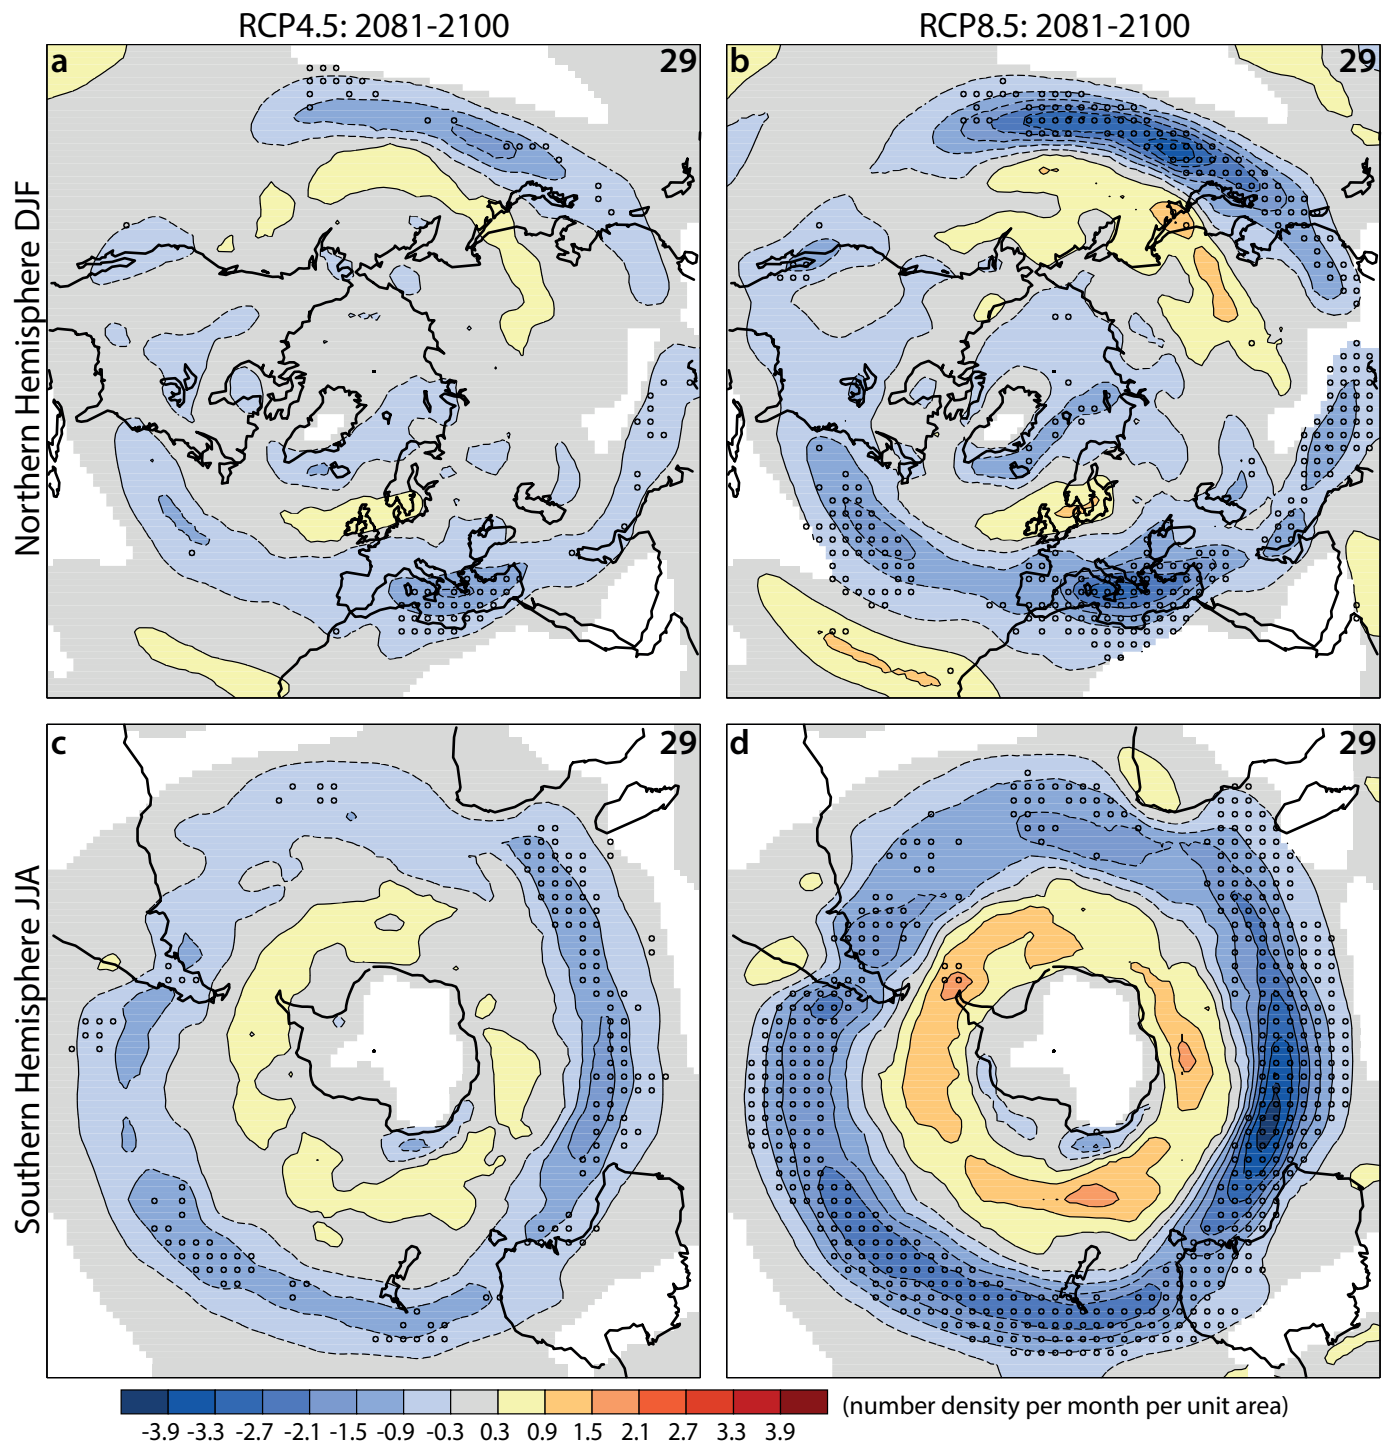 RCP4.5: 2081-2100
RCP8.5: 2081-2100
Northern Hemisphere DJF
a
29
b
29
Southern Hemisphere JJA
c
29
d
29
-3.9 -3.3 -2.7 -2.1 -1.5 -0.9 -0.3 0.3 0.9 1.5 2.1 2.7 3.3 3.9
(number density per month per unit area)